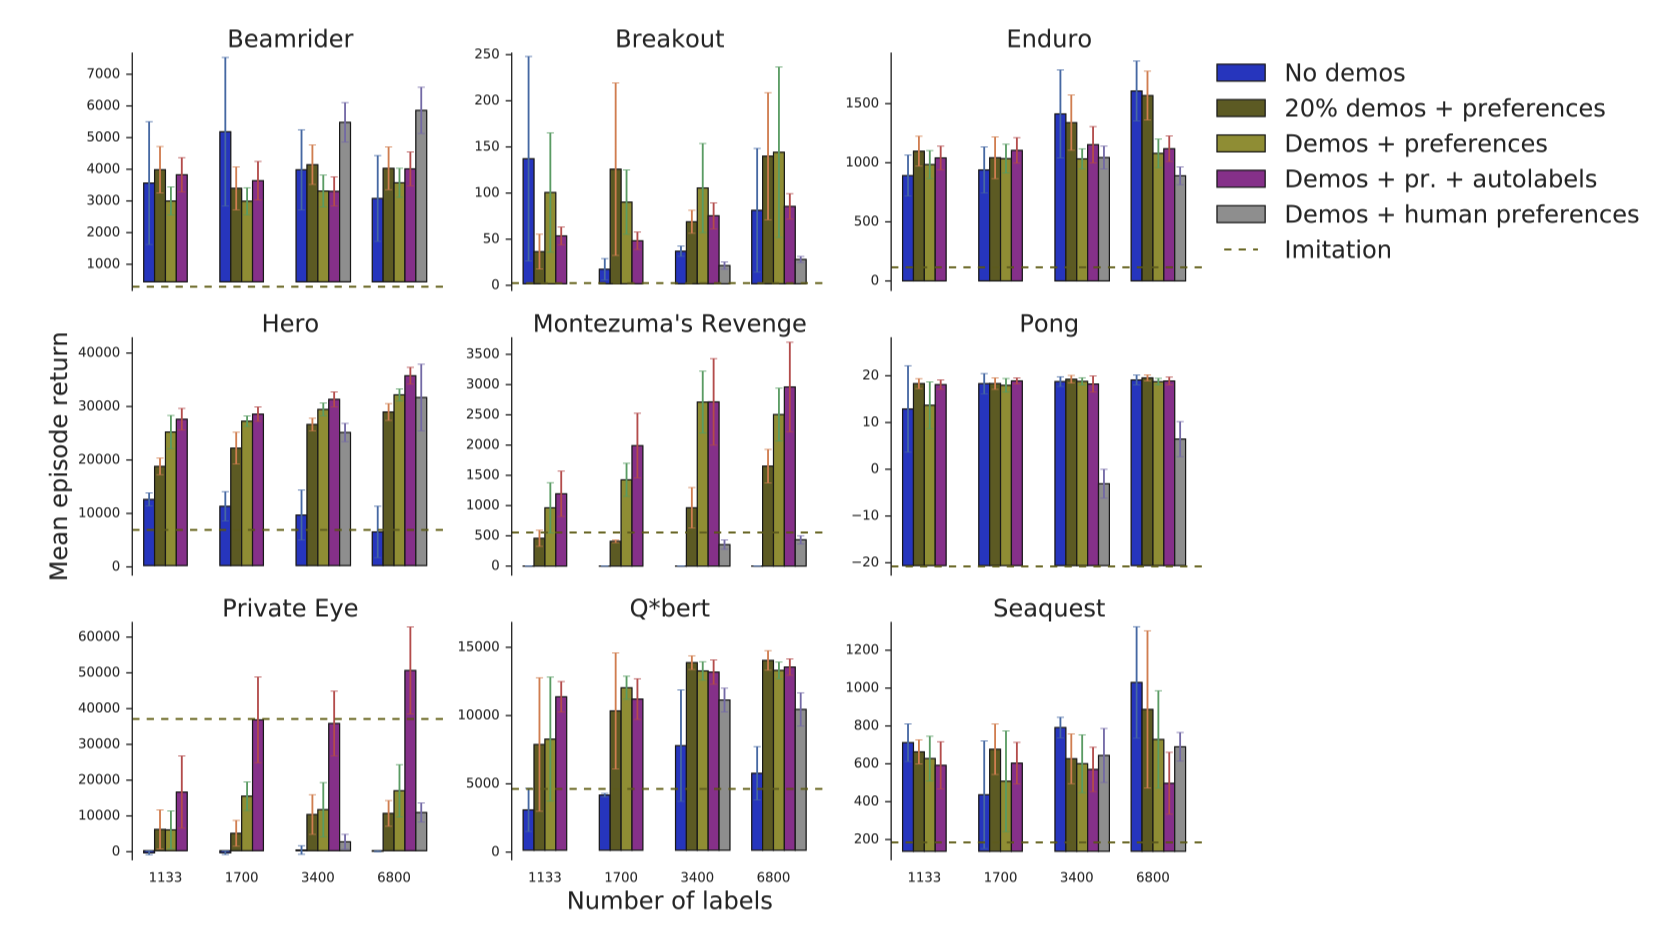 Beamrider
7000
6000
5000
4000
3000
2000
1000
Breakout
250
200
150
100
50
0
Enduro
1500
1000
500
0
No demos
20% demos + preferences
Demos + preferences
Demos + pr. + autolabels
Demos + human preferences
Imitation
Mean episode return
Hero
40000
30000
20000
10000
0
Montezuma's Revenge
3500
3000
2500
2000
1500
1000
500
0
Pong
20
10
0
−10
−20
Private Eye
60000
50000
40000
30000
20000
10000
0
1133 1700 3400 6800
Q*bert
15000
10000
5000
0
1133 1700 3400 6800
Seaquest
1200
1000
800
600
400
200
1133 1700 3400 6800
Number of labels